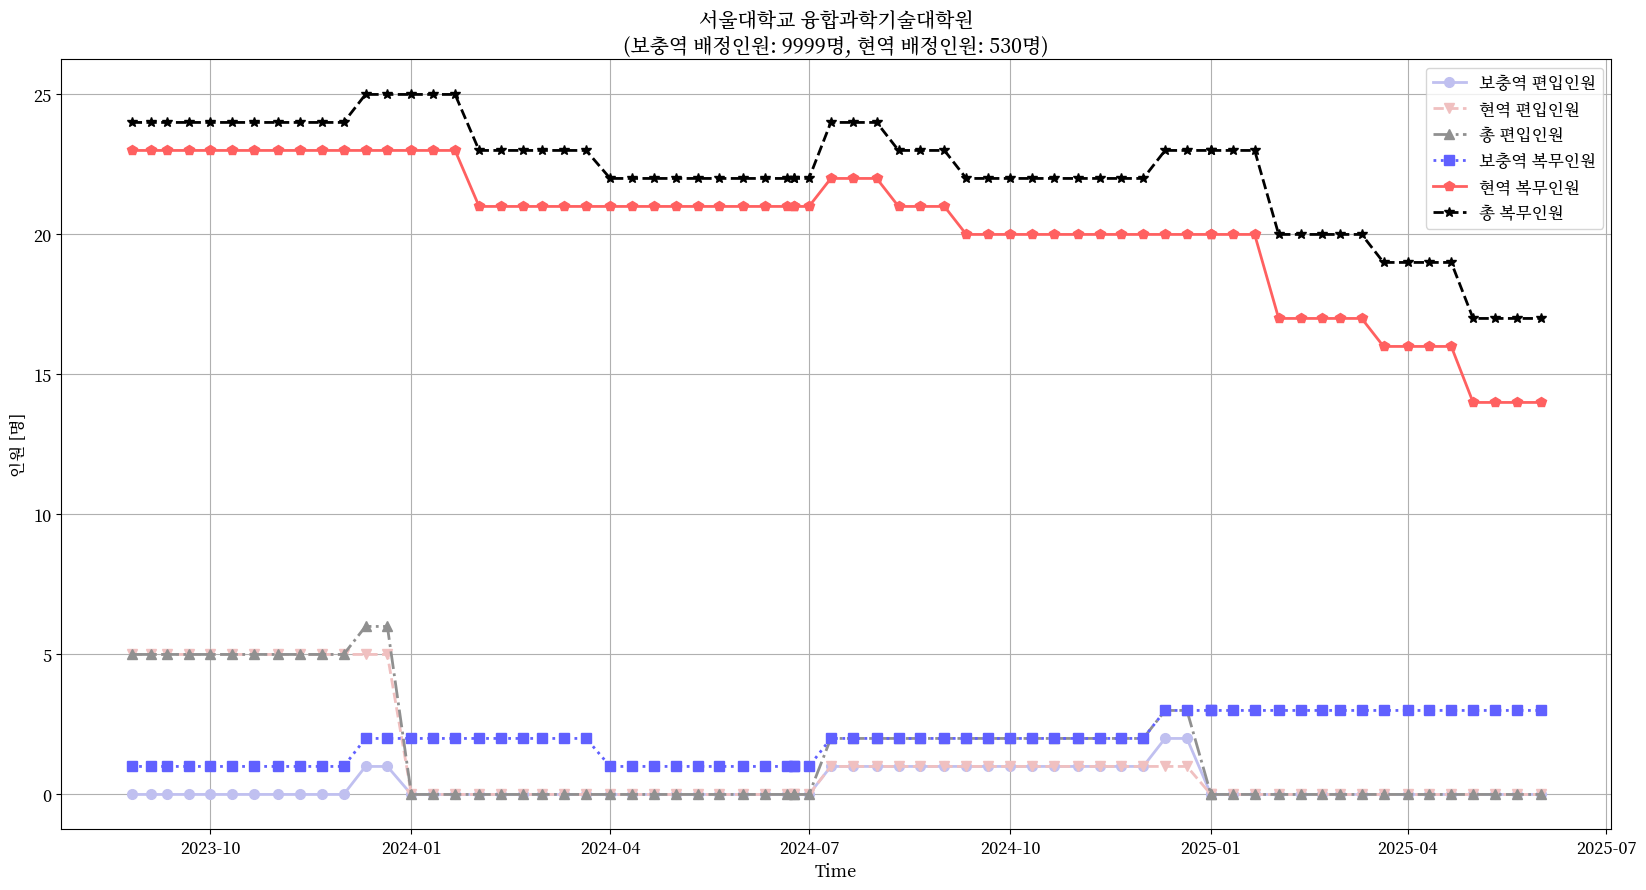 서울대학교 융합과학기술대학원
(보충역 배정인원: 9999명, 현역 배정인원: 530명)
보충역 편입인원
현역 편입인원
총 편입인원
보충역 복무인원
현역 복무인원
총 복무인원
인원 [명]
25
20
15
10
5
0
2023-10
2024-01
2024-04
2024-07
2024-10
2025-01
2025-04
2025-07
Time